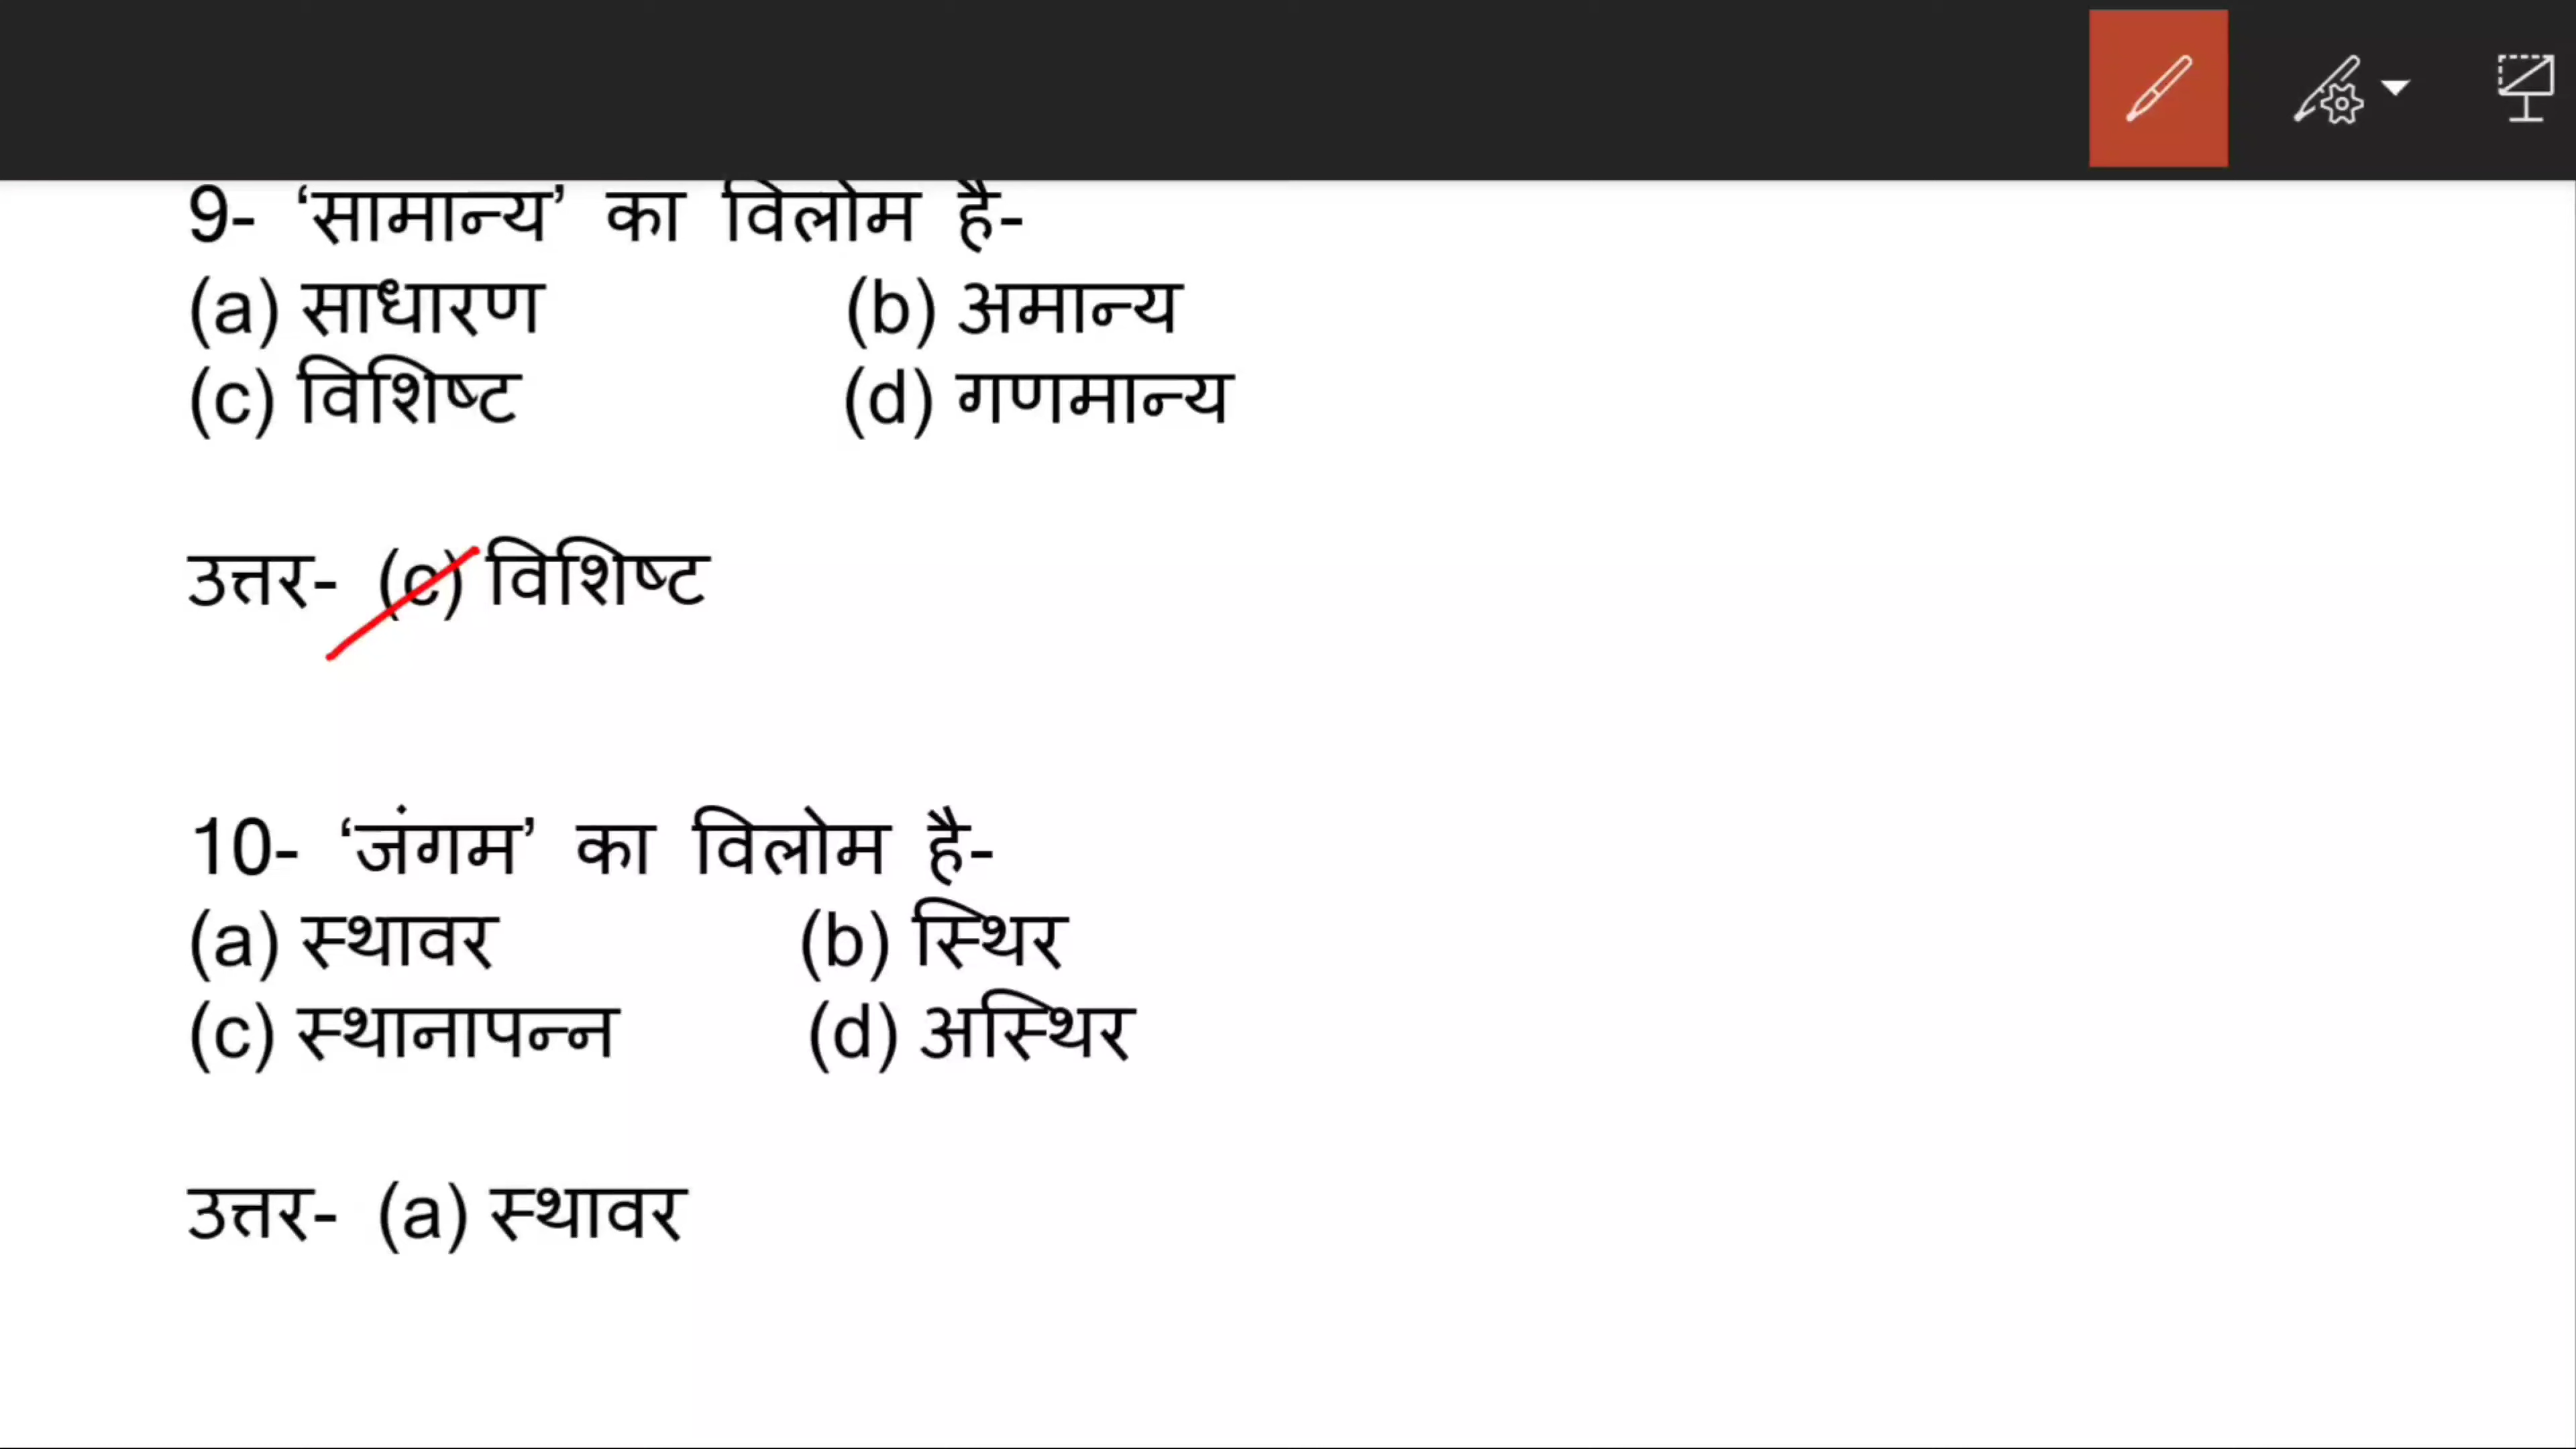 9- ‘सामान्य’ का विलोम है-
(a) साधारण (b) अमान्य
(c) विशिष्ट (d) गणमान्य
उत्तर- (c) विशिष्ट
10- ‘जंगम’ का विलोम है-
(a) स्थावर (b) स्थिर
(c) स्थानापन्न (d) अस्थिर
उत्तर- (a) स्थावर